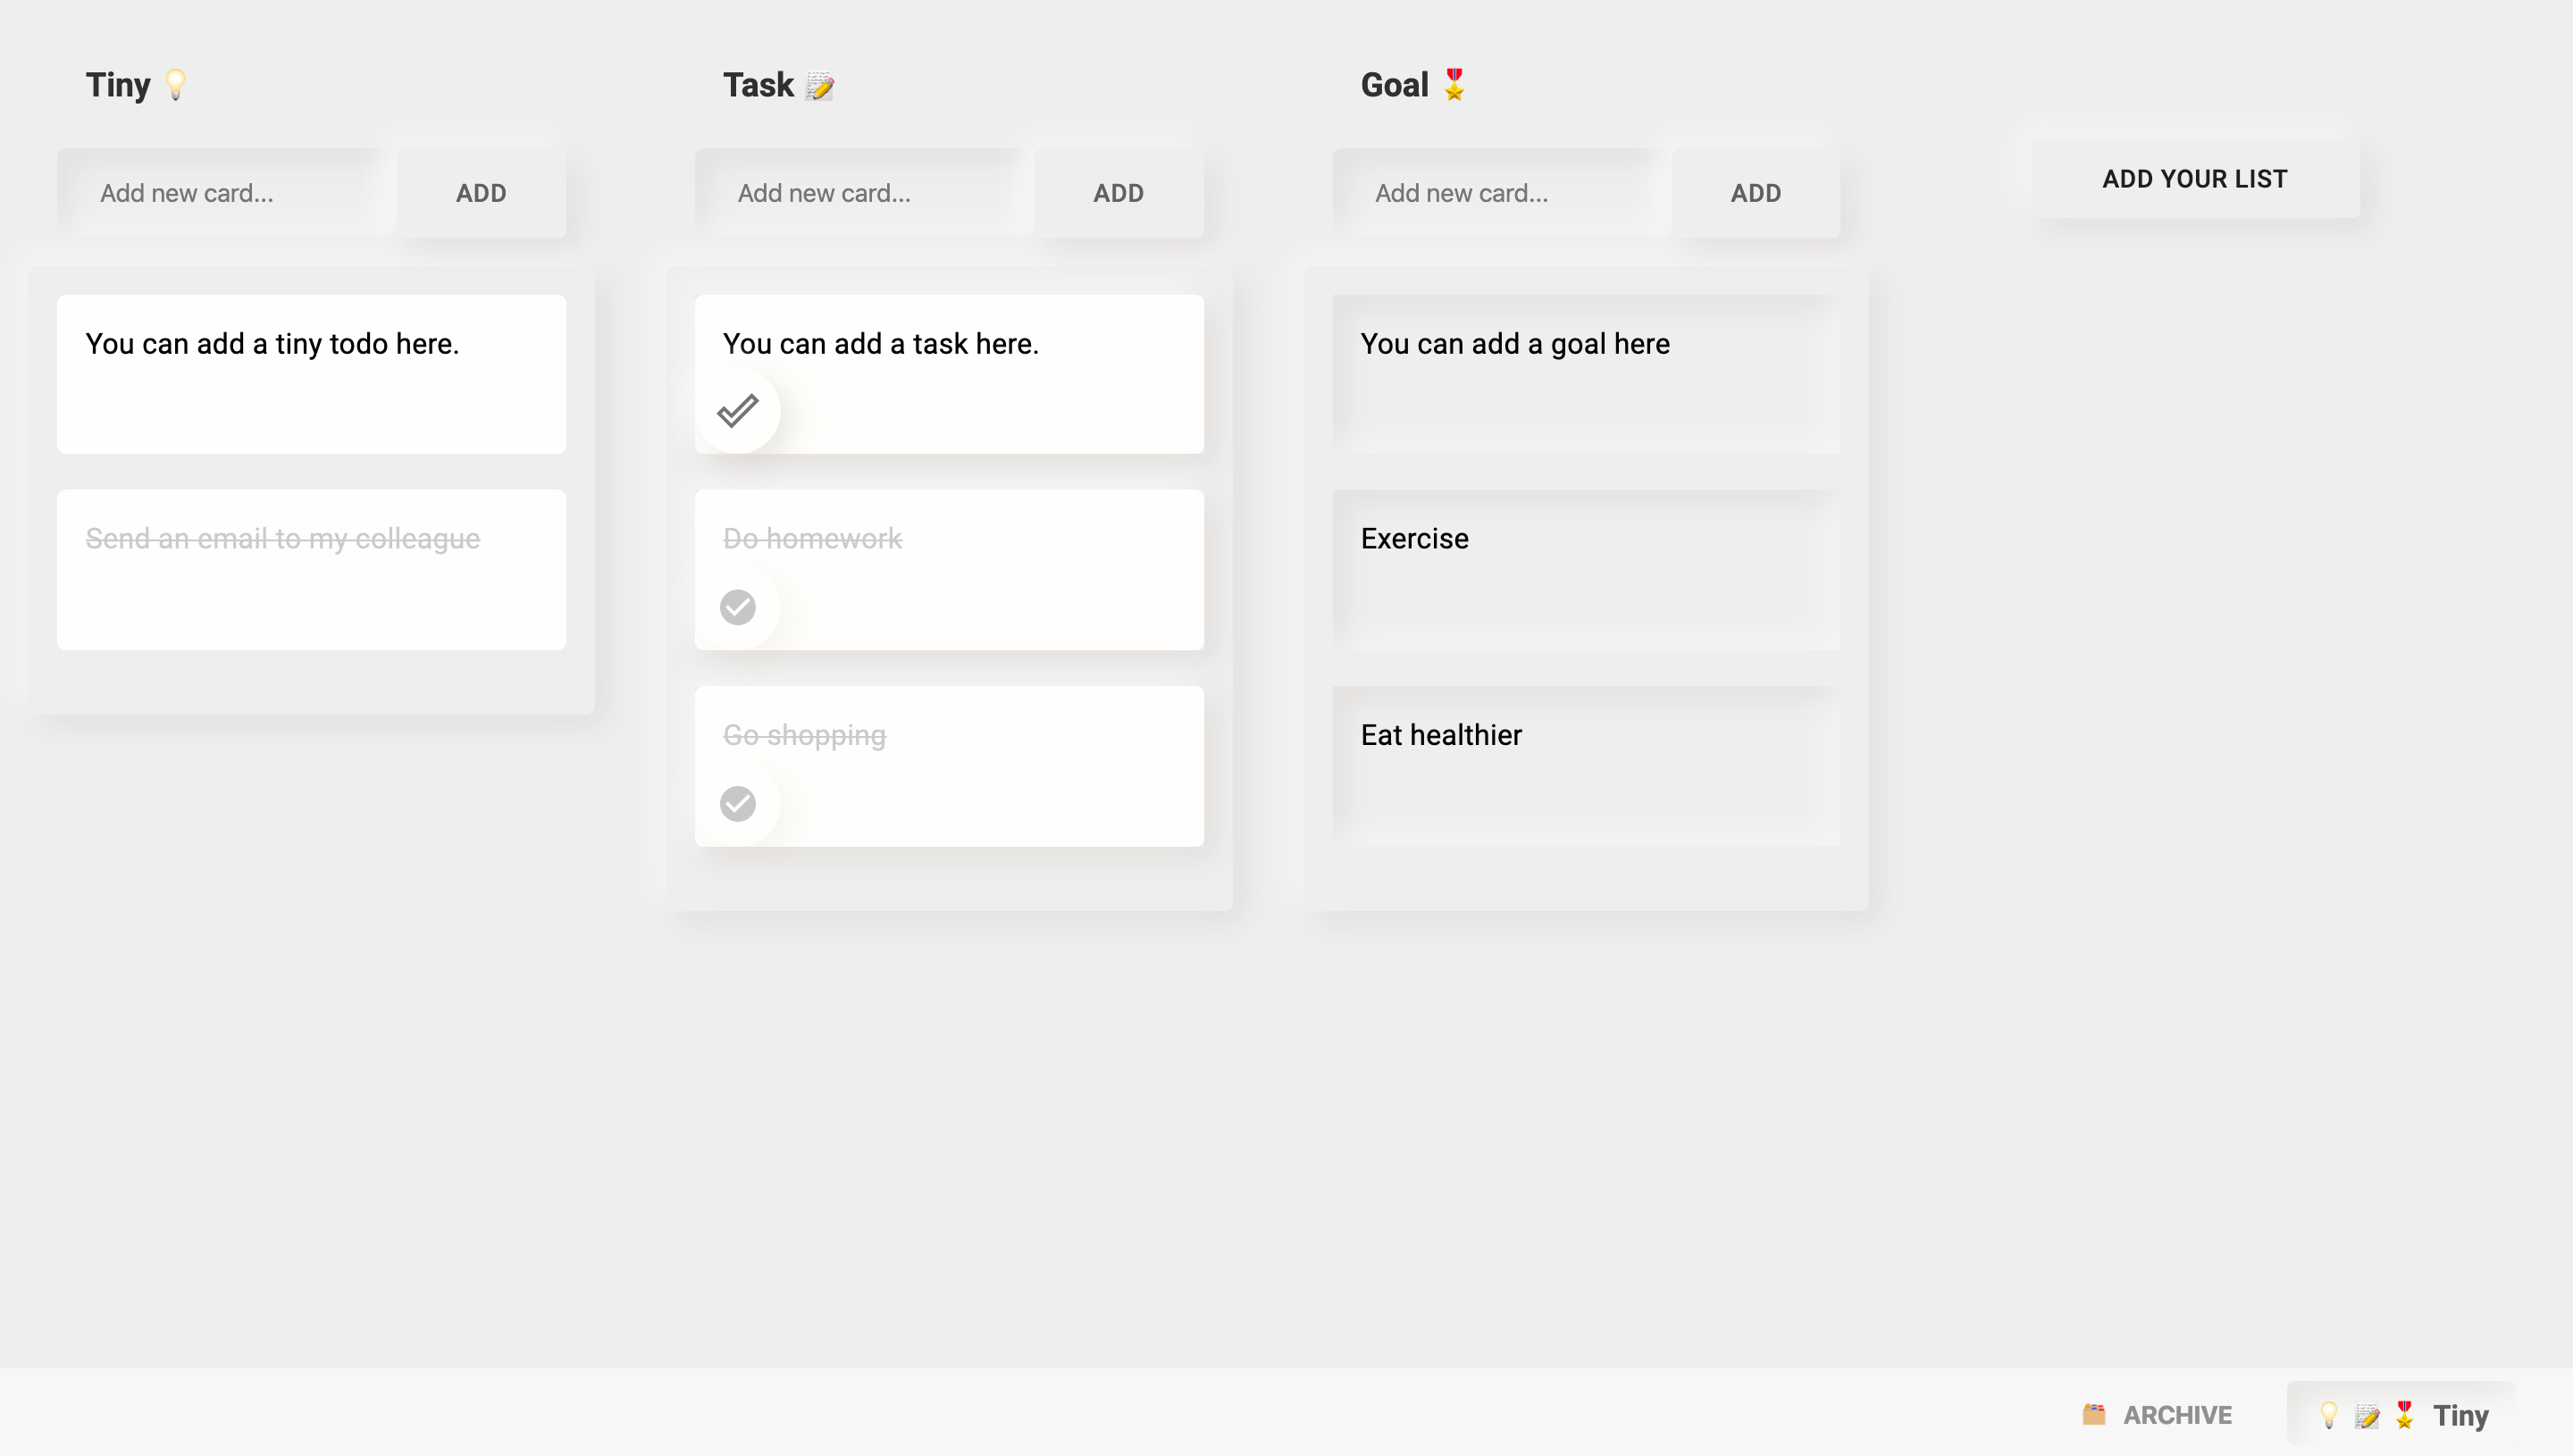 Tiny 💡
Add new card...
ADD
You can add a tiny todo here.
Send an email to my colleague
Task 📝
Add new card...
ADD
You can add a task here.
Do homework
Go shopping
Goal 🎖️
Add new card...
ADD
You can add a goal here
Exercise
Eat healthier
ADD YOUR LIST
🗂️ ARCHIVE
💡 📝 🎖️ Tiny